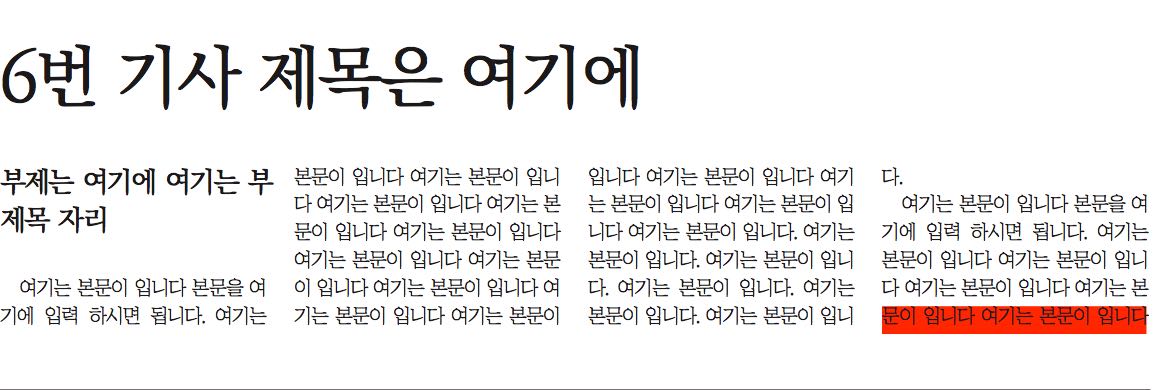 6번 기사 제목은 여기에
부제는 여기에 여기는 부
제목 자리
여기는 본문이 입니다 본문을 여
기에 입력 하시면 됩니다. 여기는
본문이 입니다 여기는 본문이 입니
다 여기는 본문이 입니다 여기는 본
문이 입니다 여기는 본문이 입니다
여기는 본문이 입니다 여기는 본문
이 입니다 여기는 본문이 입니다 여
기는 본문이 입니다 여기는 본문이
입니다 여기는 본문이 입니다 여기
는 본문이 입니다 여기는 본문이 입
니다 여기는 본문이 입니다. 여기는
본문이 입니다. 여기는 본문이 입니
다. 여기는 본문이 입니다. 여기는
본문이 입니다. 여기는 본문이 입니
다.
여기는 본문이 입니다 본문을 여
기에 입력 하시면 됩니다. 여기는
본문이 입니다 여기는 본문이 입니
다 여기는 본문이 입니다 여기는 본
문이 입니다 여기는 본문이 입니다